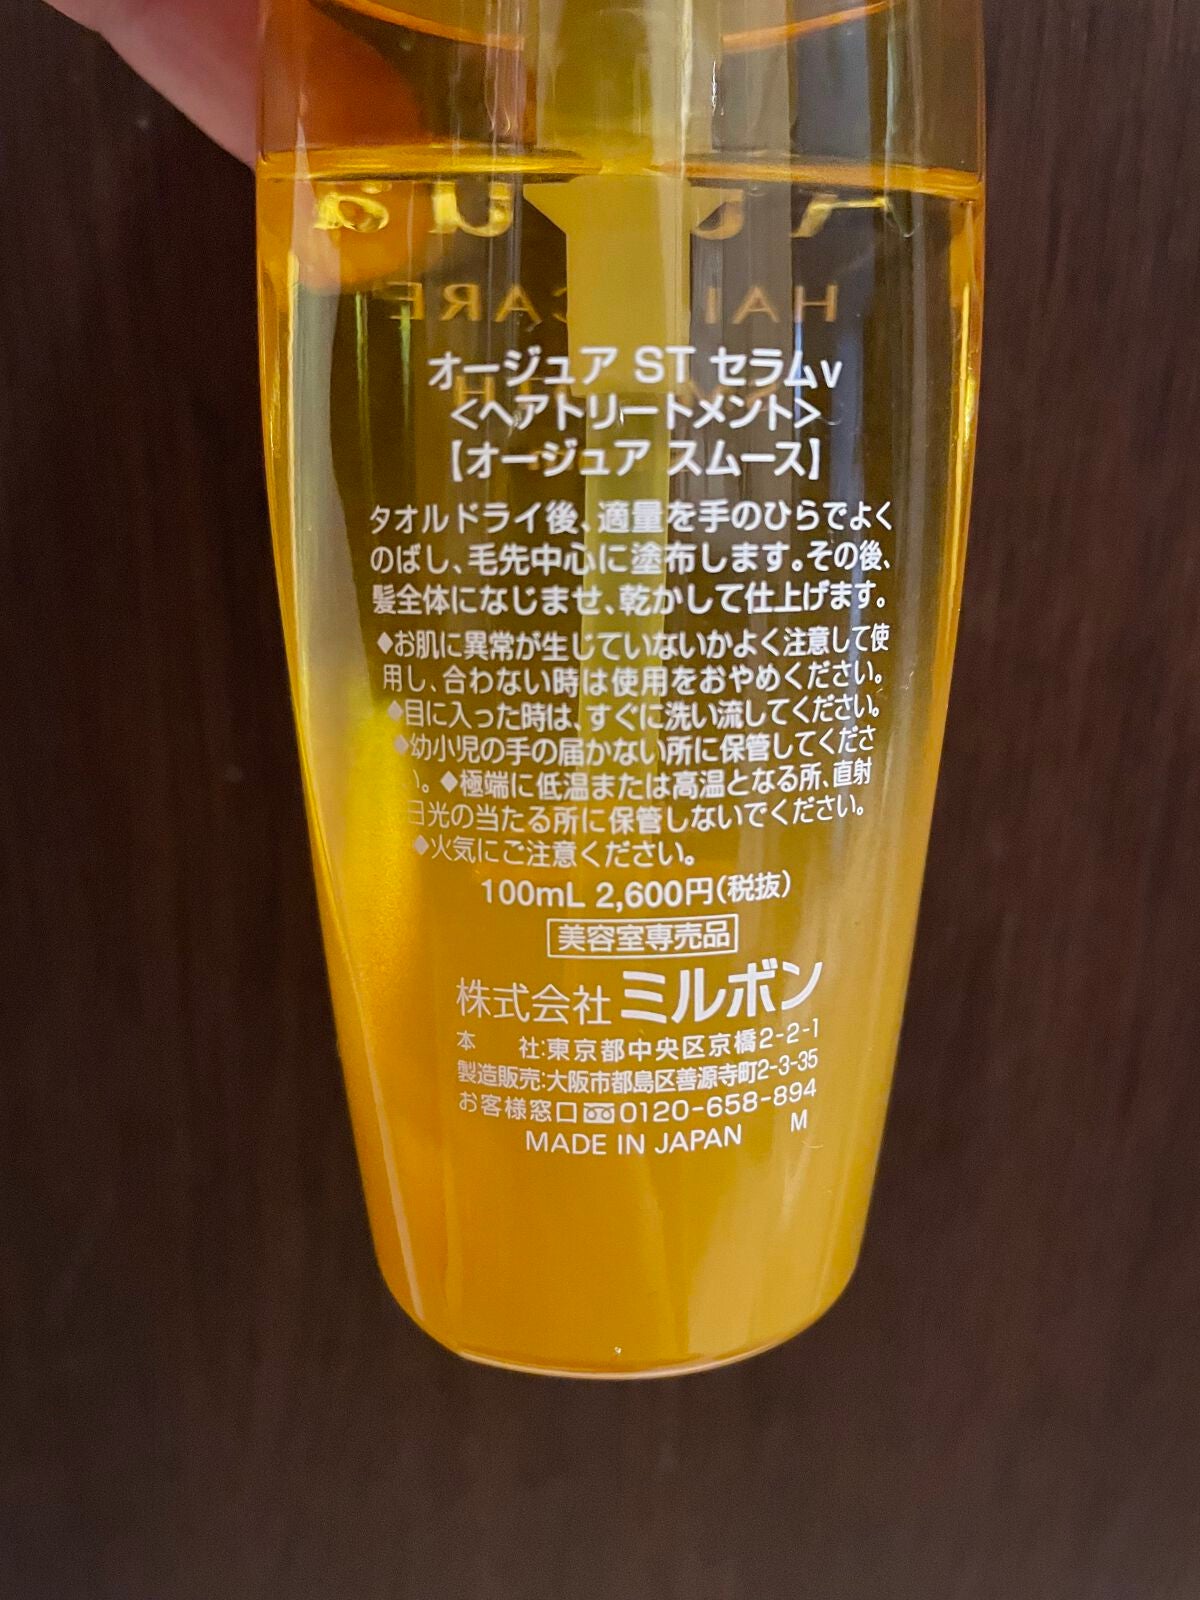 Aujua
HAIR CARE
オージュア ST セラムv
<ヘアトリートメント>
【オージュア スムース】
タオルドライ後、適量を手のひらでよく
のばし、毛先中心に塗布します。その後、
髪全体になじませ、乾かして仕上げます。
◆お肌に異常が生じていないかよく注意して使
用し、合わない時は使用をおやめください。
◆目に入った時は、すぐに洗い流してください。
◆幼小児の手の届かない所に保管してくださ
い。◆極端に低温または高温となる所、直射
日光の当たる所に保管しないでください。
◆火気にご注意ください。
100mL 2,600円(税抜)
美容室専売品
株式会社 ミルボン
本 社:東京都中央区京橋2-2-1
製造販売:大阪市都島区善源寺町2-3-35
お客様窓口 0120-658-894
MADE IN JAPAN M